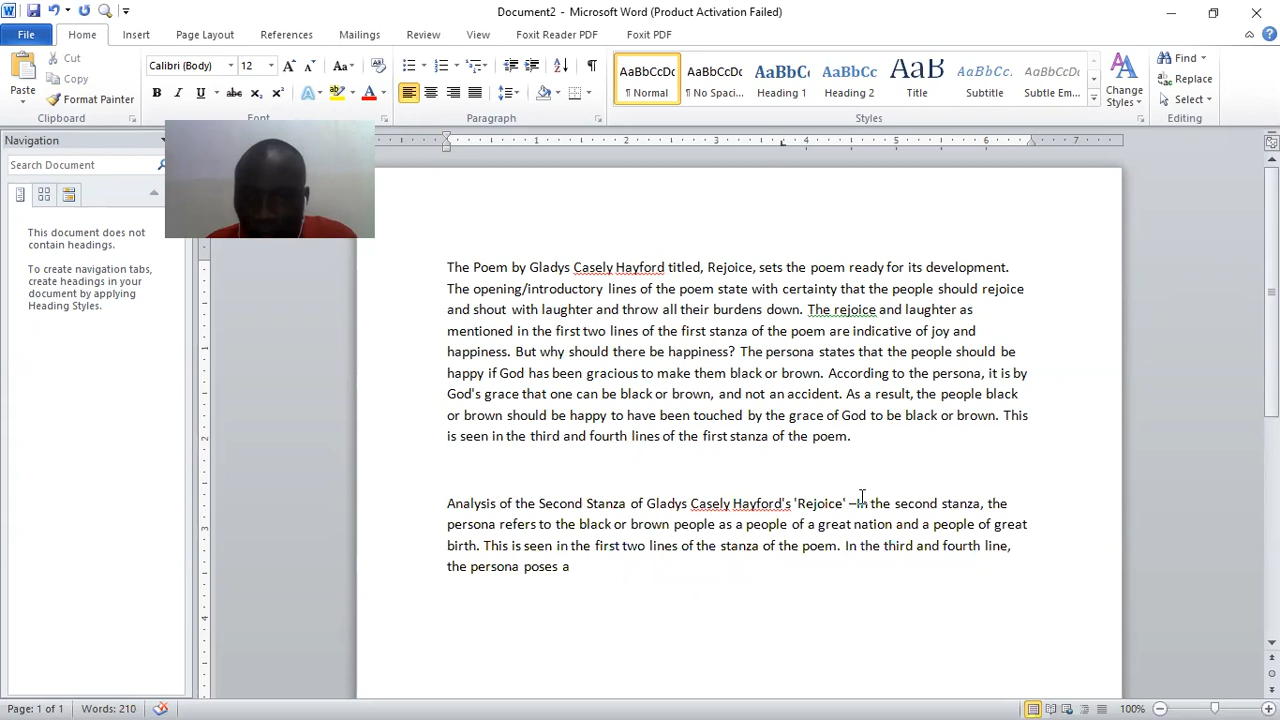 Document2 - Microsoft Word (Product Activation Failed)
File Home Insert Page Layout References Mailings Review View Foxit Reader PDF Foxit PDF
Paste
Cut
Copy
Format Painter
Clipboard
Calibri (Body) 12
Font
Paragraph
AaBbCcDc AaBbCcDc AaBbC AaBbCc AaB AaBbCc. AaBbCcDc
¶ Normal ¶ No Spaci... Heading 1 Heading 2 Title Subtitle Subtle Em...
Styles
Change
Styles
Find
Replace
Select
Editing
Navigation
Search Document
This document does not
contain headings.
To create navigation tabs,
create headings in your
document by applying
Heading Styles.
1 1 2 3 4 5 6 7
1
2
3
4
The Poem by Gladys Casely Hayford titled, Rejoice, sets the poem ready for its development.
The opening/introductory lines of the poem state with certainty that the people should rejoice
and shout with laughter and throw all their burdens down. The rejoice and laughter as
mentioned in the first two lines of the first stanza of the poem are indicative of joy and
happiness. But why should there be happiness? The persona states that the people should be
happy if God has been gracious to make them black or brown. According to the persona, it is by
God's grace that one can be black or brown, and not an accident. As a result, the people black
or brown should be happy to have been touched by the grace of God to be black or brown. This
is seen in the third and fourth lines of the first stanza of the poem.
Analysis of the Second Stanza of Gladys Casely Hayford's 'Rejoice' –In the second stanza, the
persona refers to the black or brown people as a people of a great nation and a people of great
birth. This is seen in the first two lines of the stanza of the poem. In the third and fourth line,
the persona poses a
Page: 1 of 1 Words: 210 100%